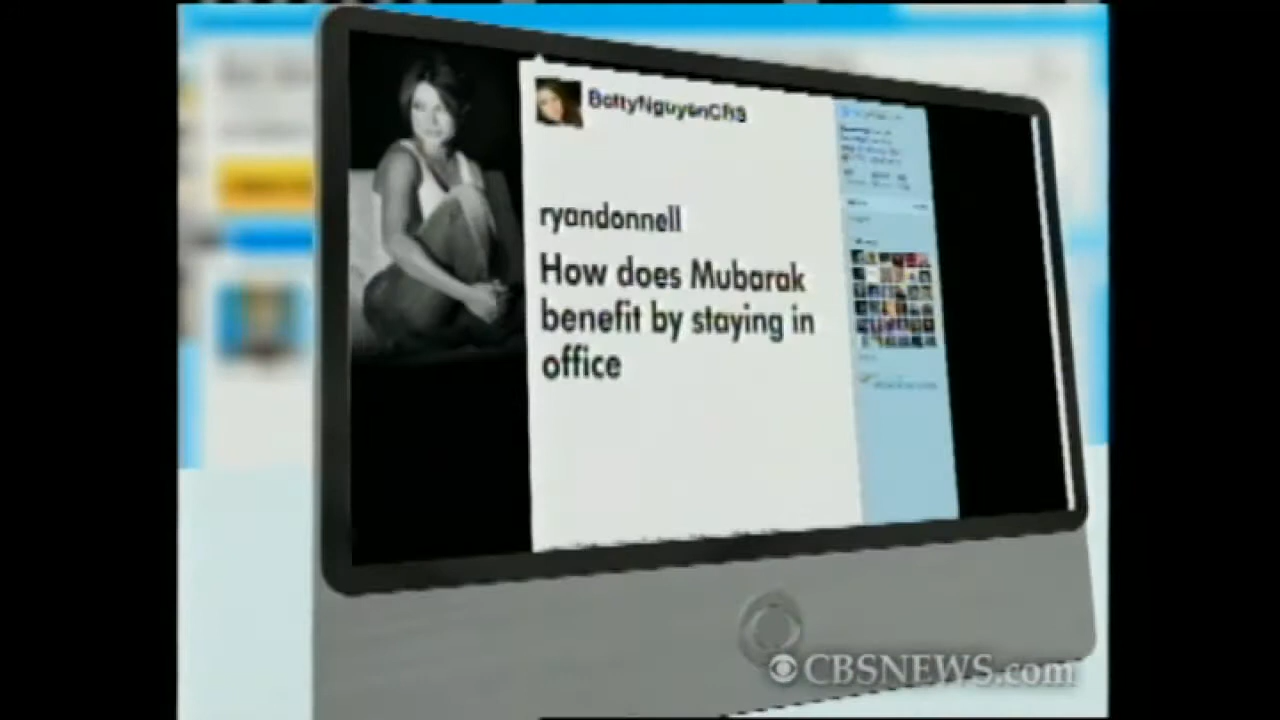 BettyNguyenCBS
ryandonnell
How does Mubarak
benefit by staying in
office
CBSNEWS.com